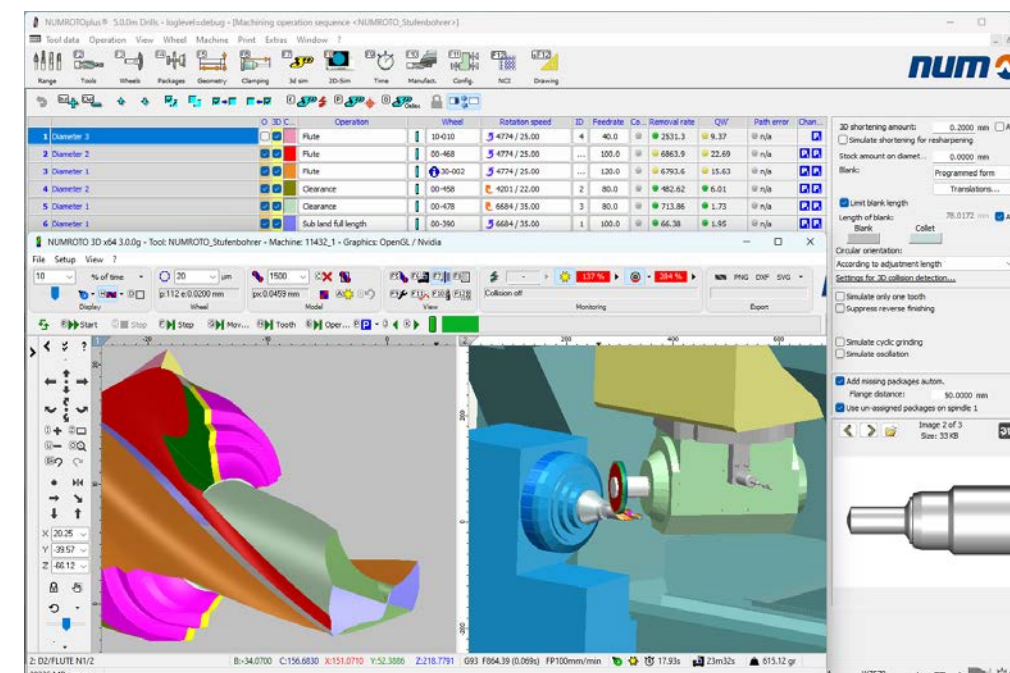 NUMROTOplus® 5.0.0m Drills - loglevel=debug - [Machining operation sequence <NUMROTO_Stufenbohrer>]
Tool data Operation View Wheel Machine Print Extras Window ?
Range Tools Wheels Packages Geometry Clamping 3d sim 2D-Sim Time Manufact. Config. NCI Drawing
num
O 3D C... Operation Wheel Rotation speed ID Feedrate Co... Removal rate QW' Path error Chan...
1 Diameter 3 Flute 10-010 4774 / 25.00 4 40.0 2531.3 9.37 n/a
2 Diameter 2 Flute 00-468 4774 / 25.00 ... 100.0 6863.9 22.69 n/a
3 Diameter 1 Flute 30-002 4774 / 25.00 ... 120.0 6793.6 15.63 n/a
4 Diameter 2 Clearance 00-458 4201 / 22.00 2 80.0 482.62 6.01 n/a
5 Diameter 1 Clearance 00-478 6684 / 35.00 3 80.0 713.86 1.73 n/a
6 Diameter 1 Sub land full length 00-390 6684 / 35.00 1 100.0 66.38 1.95 n/a
3D shortening amount: 0.2000 mm
Simulate shortening for resharpening
Stock amount on diamet... 0.0000 mm
Blank: Programmed form
Translations...
Limit blank length
Length of blank: 78.0172 mm
Blank Collet
Circular orientation:
According to adjustment length
Settings for 3D collision detection...
Simulate only one tooth
Suppress reverse finishing
Simulate cyclic grinding
Simulate oscillation
Add missing packages autom.
Flange distance: 50.0000 mm
Use un-assigned packages on spindle 1
Image 2 of 3
Size: 33 KB
NUMROTO 3D x64 3.0.0g - Tool: NUMROTO_Stufenbohrer - Machine: 11432_1 - Graphics: OpenGL / Nvidia
File Setup View ?
10 % of time 20 µm 1500 137 % 384 % PNG DXF SVG
p:112 e:0.0200 mm px:0.0459 mm Collision off
Display Wheel Model View Monitoring Export
Start Stop Step Mov... Tooth Oper...
-20 -10 0 200 400 600
X 20.25
Y -39.57
Z -66.12
200
0
-200
2: D2/FLUTE N1/2 B:-34.0700 C:156.6830 X:151.0710 Y:52.3886 Z:218.7791 G93 F864.39 (0.069s) FP100mm/min 17.93s 23m32s 615.12 gr